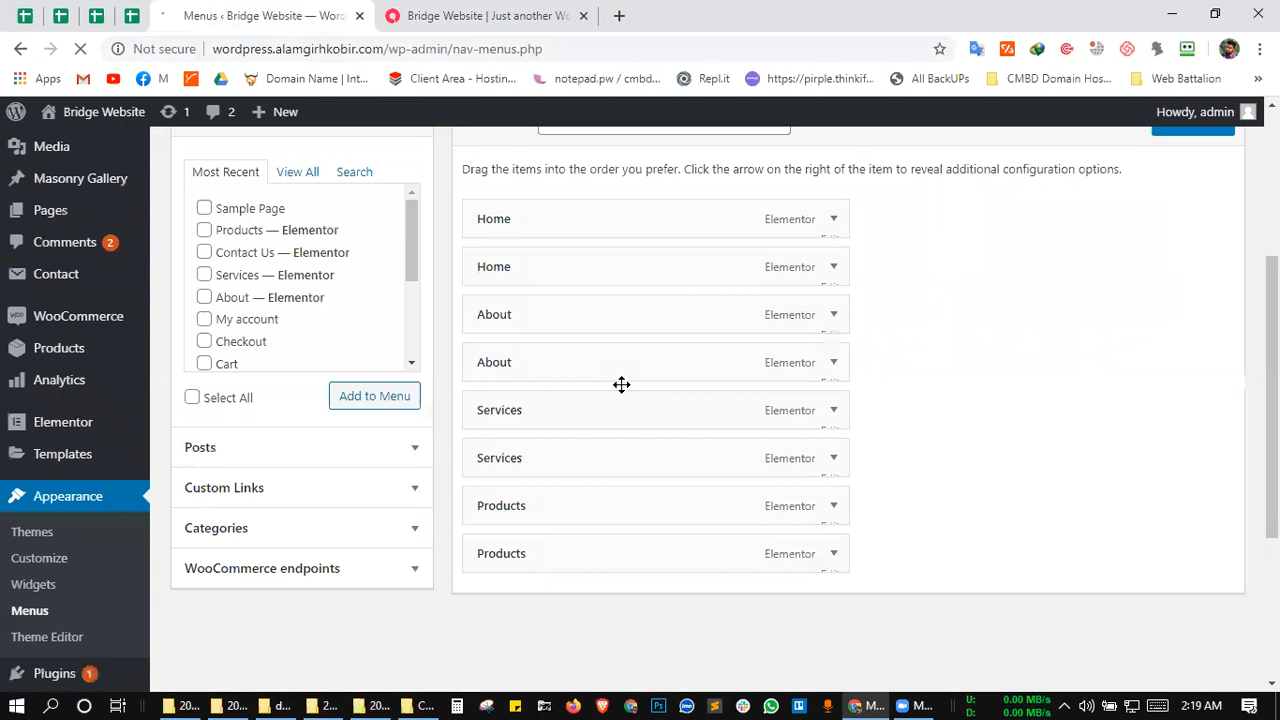 Menus ‹ Bridge Website — Wor
Bridge Website | Just another Wo
Not secure
wordpress.alamgirhkobir.com/wp-admin/nav-menus.php
Apps
M
Domain Name | Int...
Client Area - Hostin...
notepad.pw / cmbd...
Replit
https://pirple.thinkif...
All BackUPs
CMBD Domain Hos...
Web Battalion
Bridge Website
1
2
New
Howdy, admin
Media
Masonry Gallery
Pages
Comments 2
Contact
WooCommerce
Products
Analytics
Elementor
Templates
Appearance
Themes
Customize
Widgets
Menus
Theme Editor
Plugins 1
Most Recent
View All
Search
Sample Page
Products — Elementor
Contact Us — Elementor
Services — Elementor
About — Elementor
My account
Checkout
Cart
Select All
Add to Menu
Posts
Custom Links
Categories
WooCommerce endpoints
Drag the items into the order you prefer. Click the arrow on the right of the item to reveal additional configuration options.
Home Elementor
Home Elementor
About Elementor
About Elementor
Services Elementor
Services Elementor
Products Elementor
Products Elementor
20...
20...
d...
2...
20...
C...
M...
M...
U: 0.00 MB/s
D: 0.00 MB/s
2:19 AM